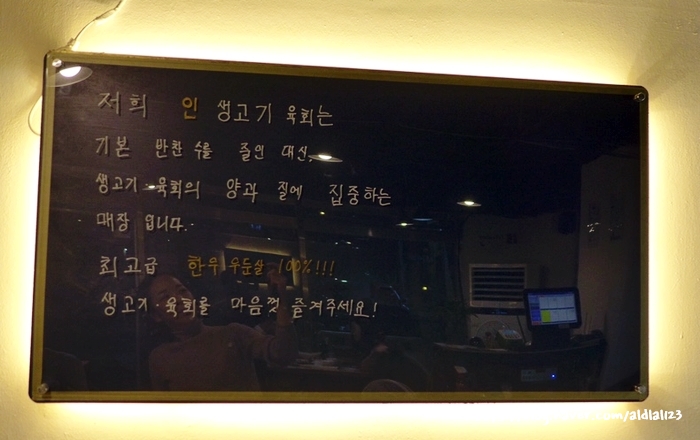 저희 인 생고기 육회는
기본 반찬 수를 줄인 대신,
생고기·육회의 양과 질에 집중하는
매장 입니다.
최고급 한우 우둔살 100%!!!
생고기·육회를 마음껏 즐겨주세요!
com/aldlal123